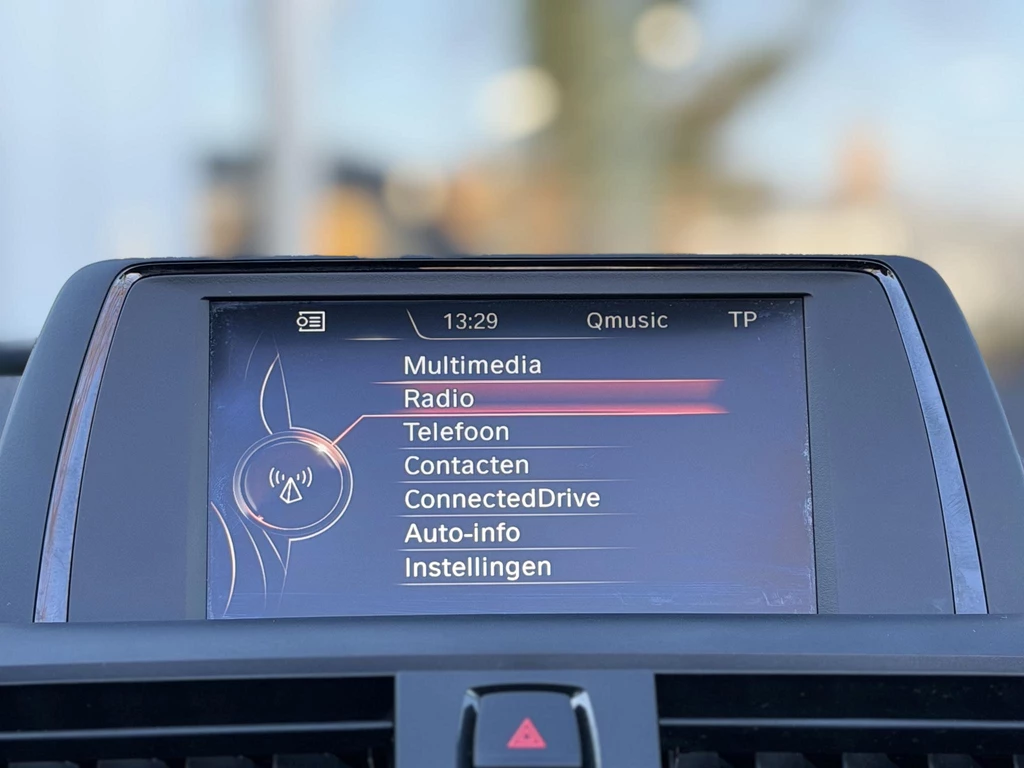 13:29 Qmusic TP
Multimedia
Radio
Telefoon
Contacten
ConnectedDrive
Auto-info
Instellingen